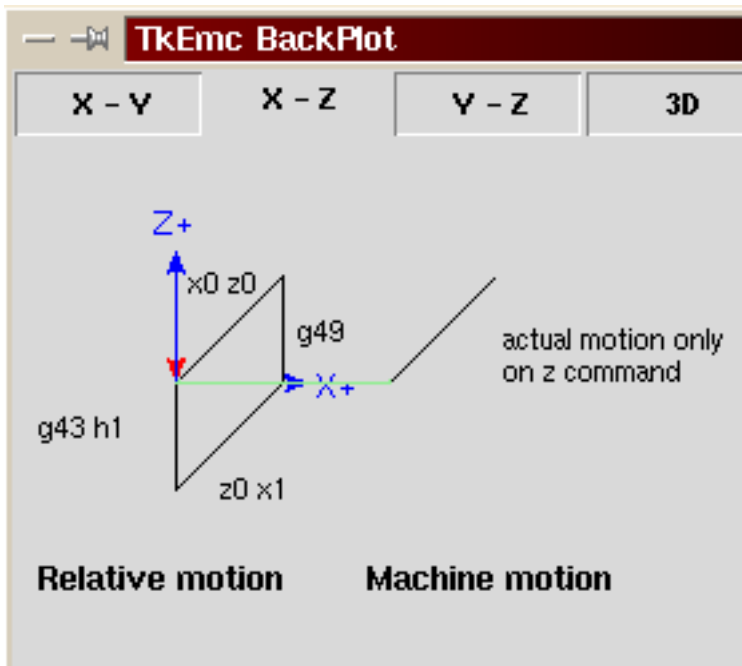 TkEmc BackPlot
X - Y
X - Z
Y - Z
3D
Z+
x0 z0
g49
actual motion only
on z command
X+
g43 h1
z0 x1
Relative motion
Machine motion